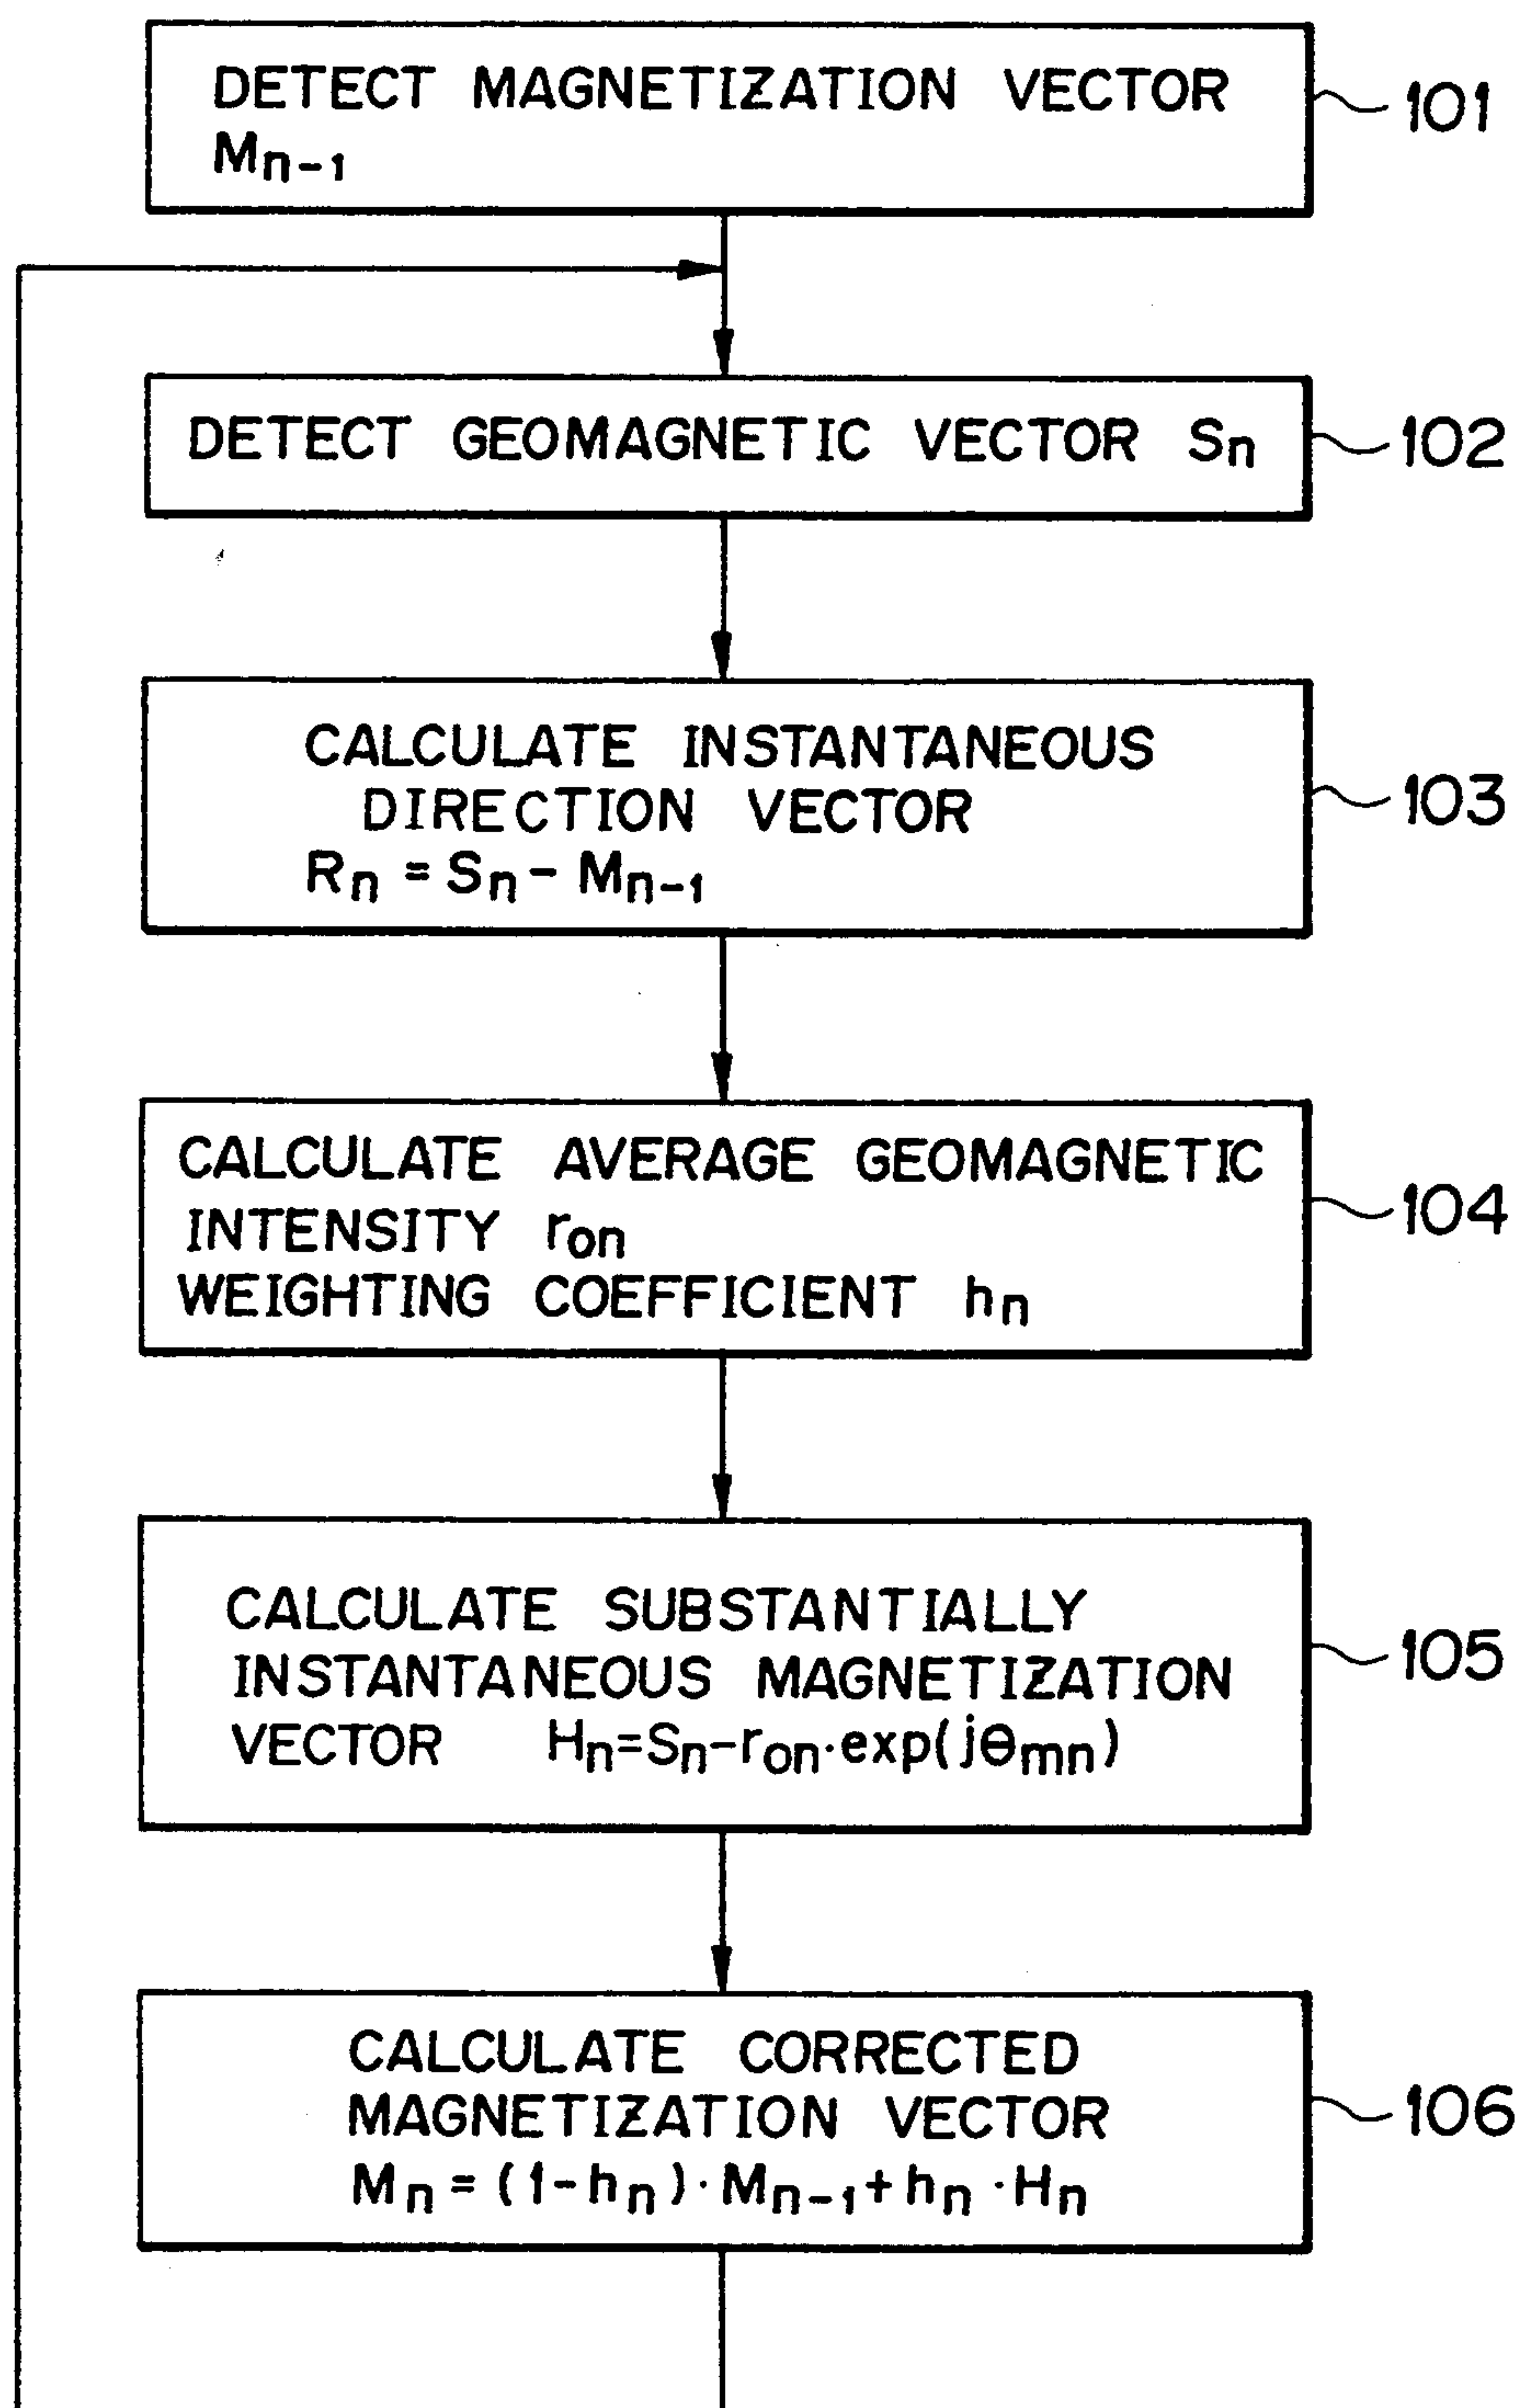 DETECT MAGNETIZATION VECTOR
Mn-1
101
DETECT GEOMAGNETIC VECTOR Sn
102
CALCULATE INSTANTANEOUS
DIRECTION VECTOR
Rn = Sn - Mn-1
103
CALCULATE AVERAGE GEOMAGNETIC
INTENSITY ron
WEIGHTING COEFFICIENT hn
104
CALCULATE SUBSTANTIALLY
INSTANTANEOUS MAGNETIZATION
VECTOR Hn=Sn-ron·exp(jθmn)
105
CALCULATE CORRECTED
MAGNETIZATION VECTOR
Mn = (1-hn)·Mn-1+hn·Hn
106